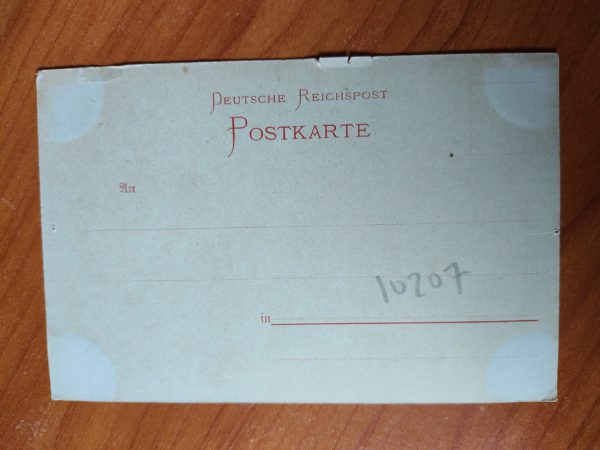 Deutsche Reichspost
Postkarte
An
10207
in